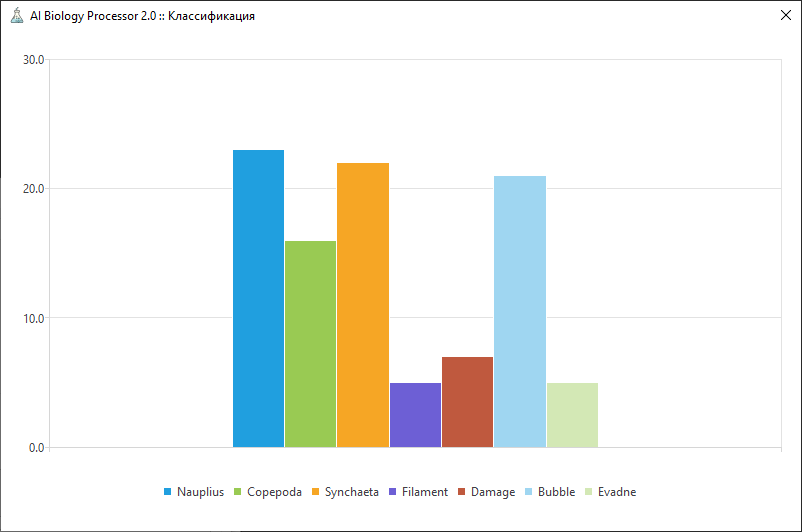 AI Biology Processor 2.0 :: Классификация
30.0
20.0
10.0
0.0
Nauplius Copepoda Synchaeta Filament Damage Bubble Evadne